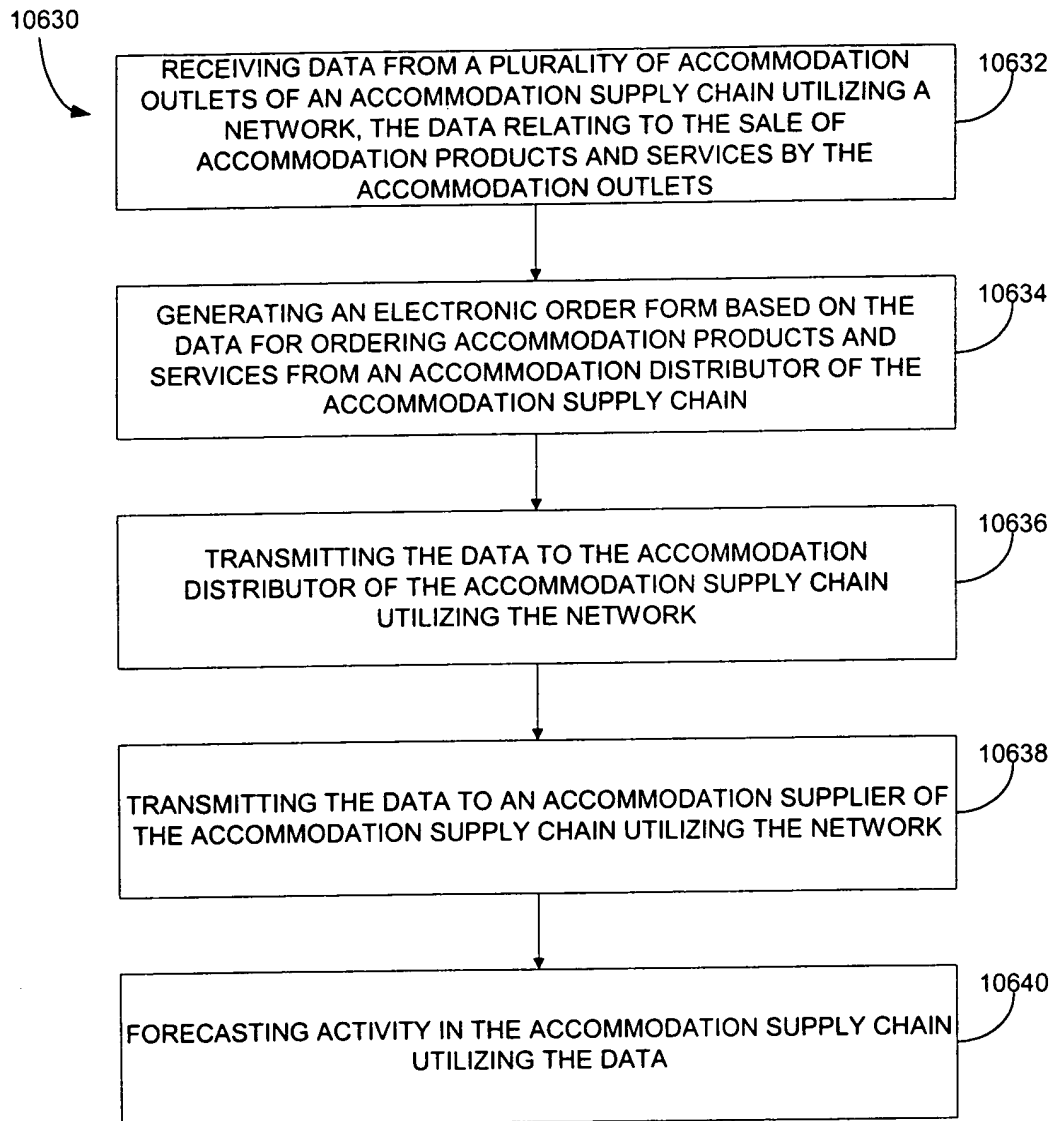 10630
10632
RECEIVING DATA FROM A PLURALITY OF ACCOMMODATION
OUTLETS OF AN ACCOMMODATION SUPPLY CHAIN UTILIZING A
NETWORK, THE DATA RELATING TO THE SALE OF
ACCOMMODATION PRODUCTS AND SERVICES BY THE
ACCOMMODATION OUTLETS
10634
GENERATING AN ELECTRONIC ORDER FORM BASED ON THE
DATA FOR ORDERING ACCOMMODATION PRODUCTS AND
SERVICES FROM AN ACCOMMODATION DISTRIBUTOR OF THE
ACCOMMODATION SUPPLY CHAIN
10636
TRANSMITTING THE DATA TO THE ACCOMMODATION
DISTRIBUTOR OF THE ACCOMMODATION SUPPLY CHAIN
UTILIZING THE NETWORK
10638
TRANSMITTING THE DATA TO AN ACCOMMODATION SUPPLIER OF
THE ACCOMMODATION SUPPLY CHAIN UTILIZING THE NETWORK
10640
FORECASTING ACTIVITY IN THE ACCOMMODATION SUPPLY CHAIN
UTILIZING THE DATA